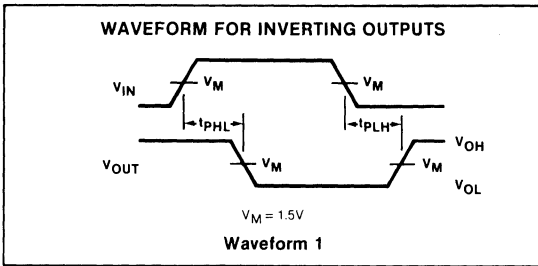 WAVEFORM FOR INVERTING OUTPUTS
VIN
VM
VM
tPHL
tPLH
VOUT
VM
VM
VOH
VOL
VM = 1.5V
Waveform 1